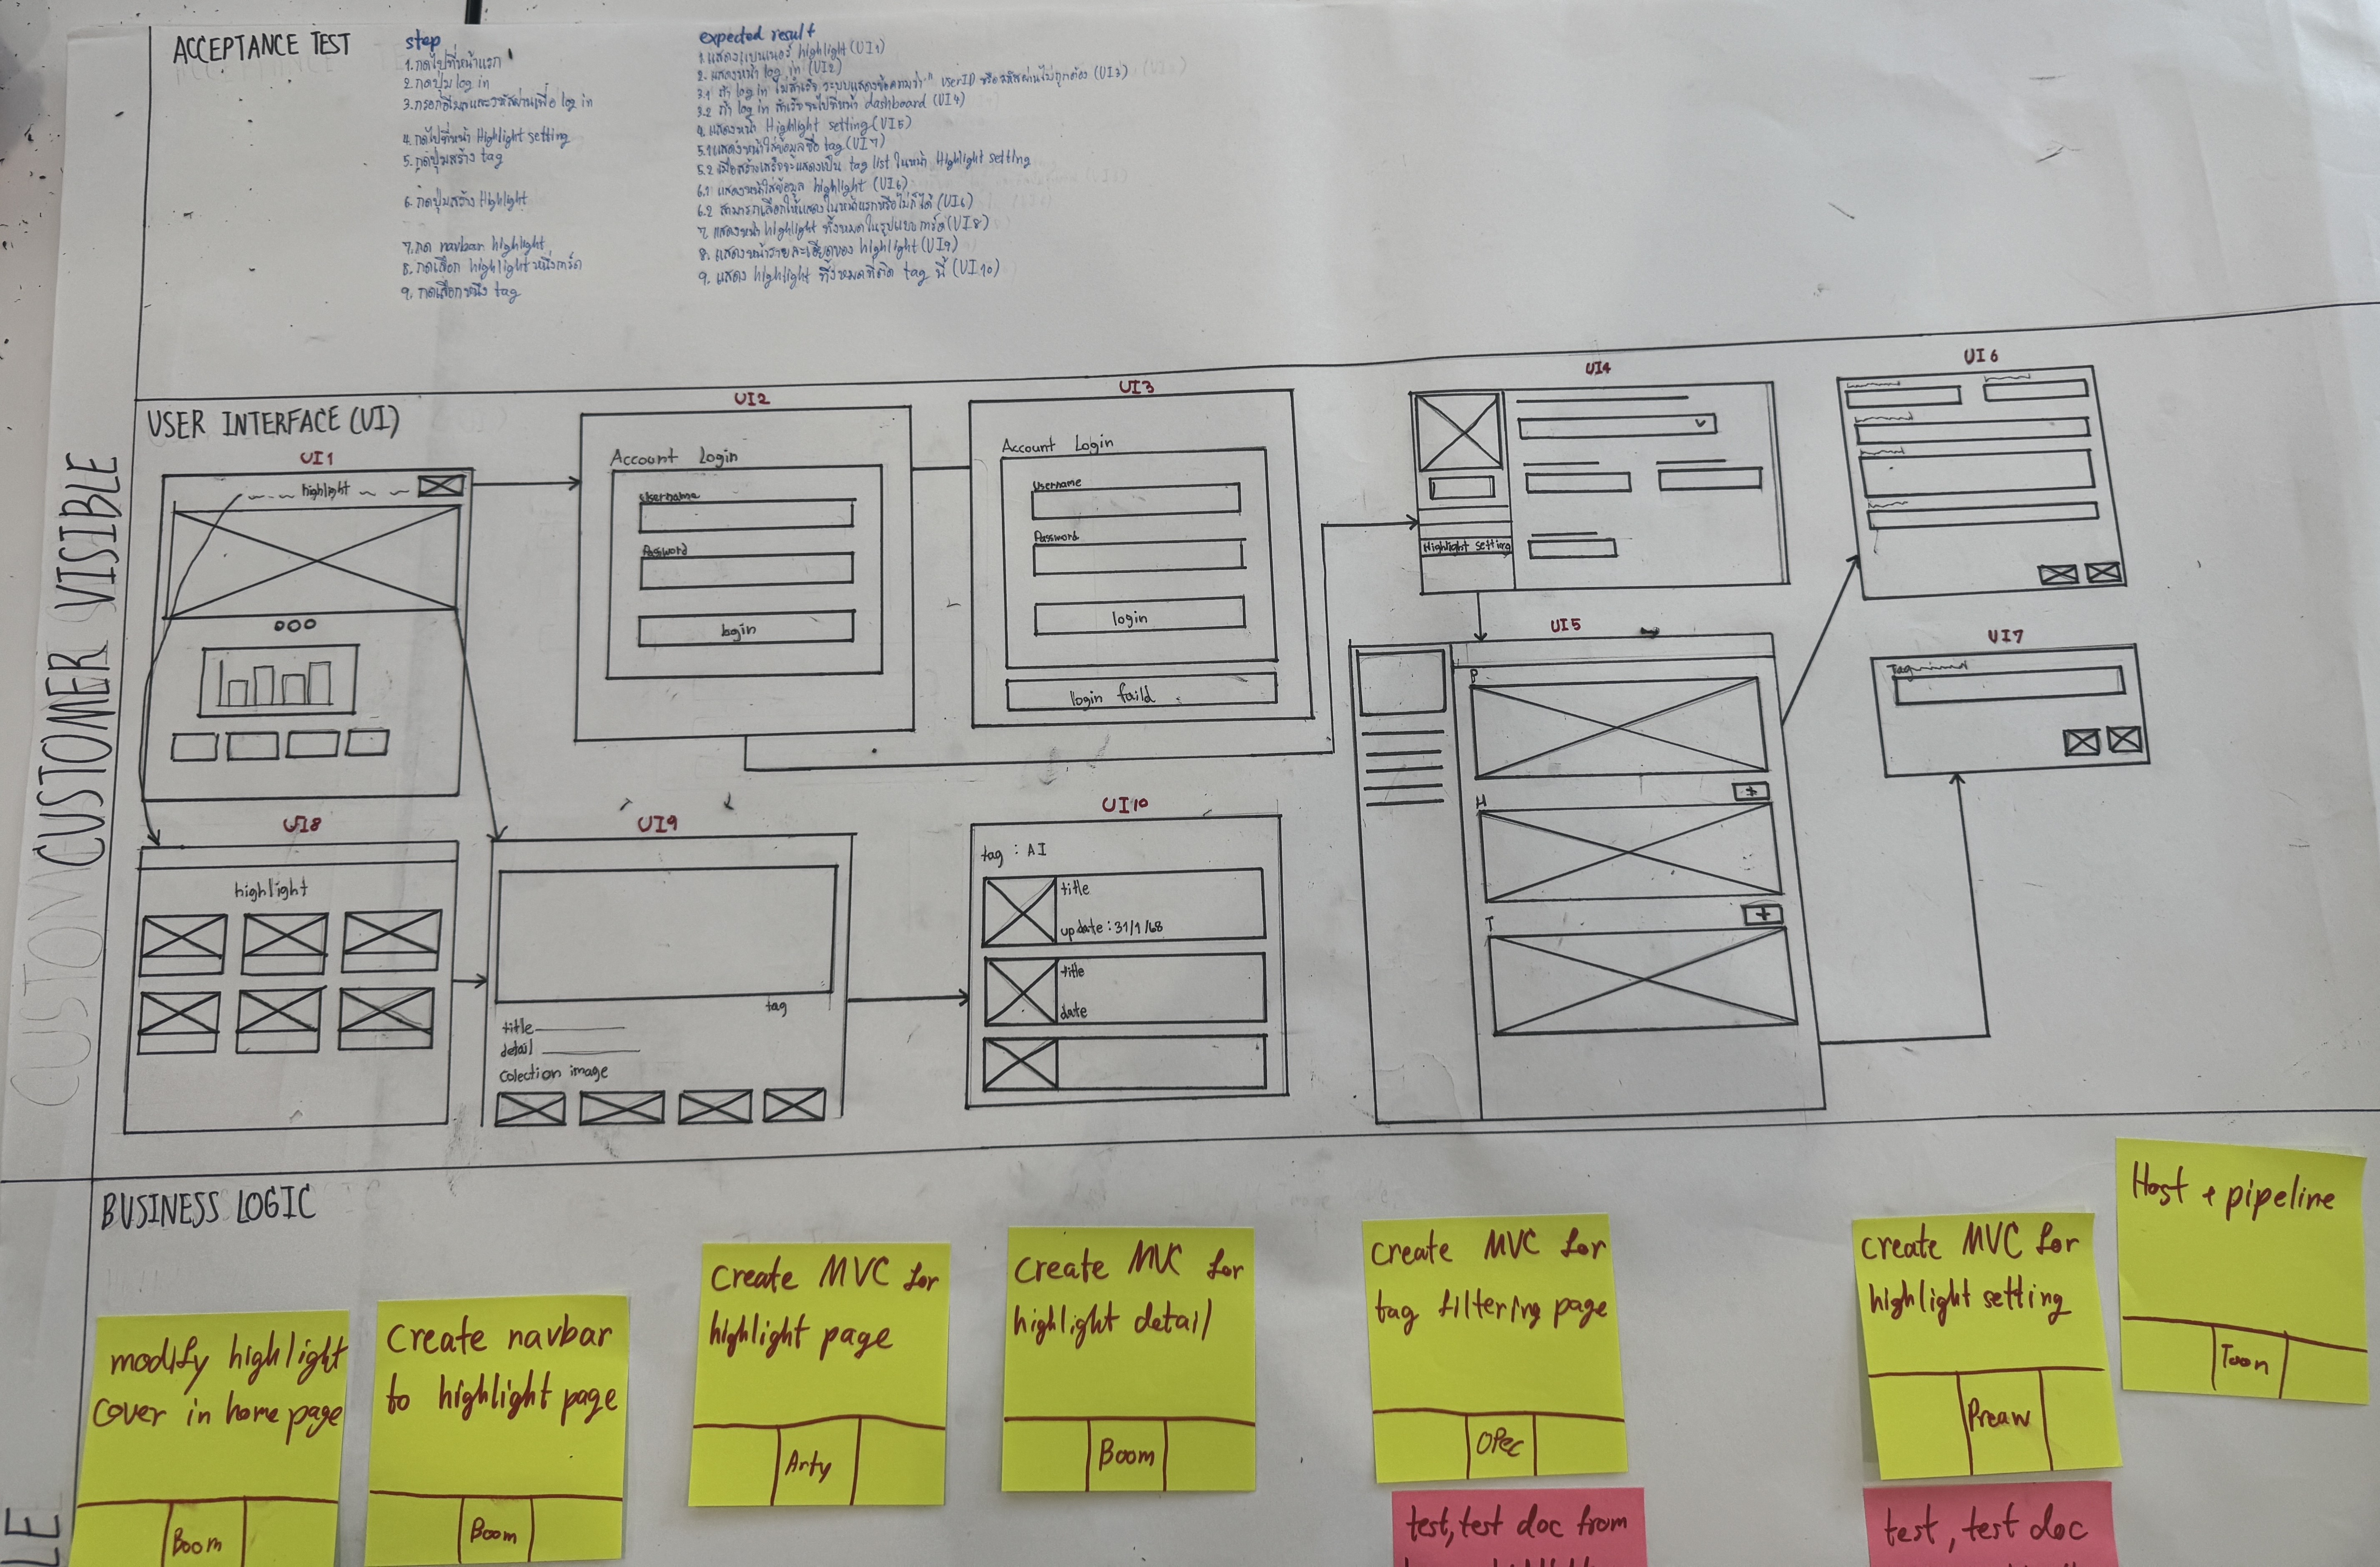 ACCEPTANCE TEST
step
1. กดไปที่หน้าแรก
2. กดปุ่ม log in
3. กรอกอีเมลและรหัสผ่านเพื่อ log in
4. กดไปที่หน้า Highlight setting
5. กดปุ่มสร้าง tag
6. กดปุ่มสร้าง Highlight
7. กด navbar highlight
8. กดเลือก highlight หนึ่งการ์ด
9. กดเลือกหนึ่ง tag
expected result
1. แสดงแบนเนอร์ highlight (UI1)
2. แสดงหน้า log in (UI2)
3.1 ถ้า log in ไม่สำเร็จ ระบบแสดงข้อความว่า " userID หรือรหัสผ่านไม่ถูกต้อง (UI3)
3.2 ถ้า log in สำเร็จจะไปที่หน้า dashboard (UI4)
4. แสดงหน้า Highlight setting (UI5)
5.1 แสดงหน้าใส่ข้อมูลชื่อ tag (UI7)
5.2 เมื่อสร้างเสร็จจะแสดงเป็น tag list ในหน้า Highlight setting
6.1 แสดงหน้าใส่ข้อมูล highlight (UI6)
6.2 สามารถเลือกให้แสดงในหน้าแรกหรือไม่ก็ได้ (UI6)
7. แสดงหน้า highlight ทั้งหมดในรูปแบบการ์ด (UI8)
8. แสดงหน้ารายละเอียดของ highlight (UI9)
9. แสดง highlight ทั้งหมดที่ติด tag นี้ (UI10)
CUSTOMER VISIBLE
CUSTOM
USER INTERFACE (UI)
UI1
highlight
UI2
Account Login
Username
Password
login
UI3
Account Login
Username
Password
login
login faild
UI4
Highlight setting
UI5
P
+
H
+
T
UI6
UI7
Tag
UI8
highlight
UI9
tag
title
detail
Colection image
UI10
tag : AI
title
update : 31/1/68
title
date
BUSINESS LOGIC
modify highlight
cover in home page
Boom
Create navbar
to highlight page
Boom
Create MVC for
highlight page
Arty
Create MVC for
highlight detail
Boom
Create MVC for
tag filtering page
OPEC
test, test doc from
Create MVC for
highlight setting
Preaw
test, test doc
Host + pipeline
Toon
LE